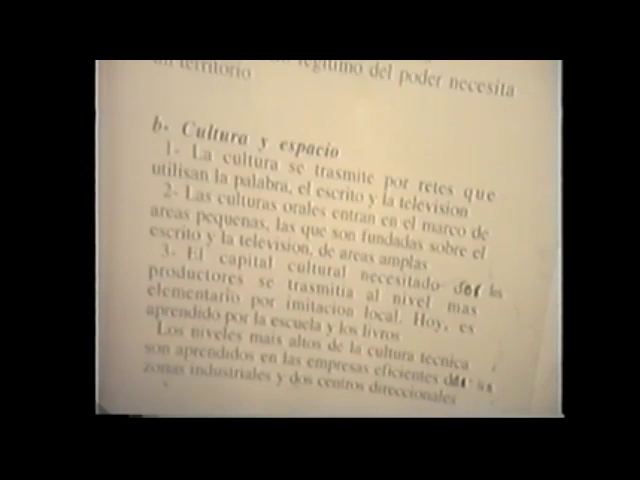 legitimo del poder necesita
un territorio
b- Cultura y espacio
1- La cultura se trasmite por retes que
utilisan la palabra, el escrito y la television
2- Las culturas orales entran en el marco de
areas pequenas, las que son fundadas sobre el
escrito y la television, de areas amplas
3- El capital cultural necesitado por los
productores se trasmitia al nivel mas
elementario por imitacion local. Hoy, es
aprendido por la escuela y los libros
Los niveles mais altos de la cultura tecnica
son aprendidos en las empresas eficientes
zonas industriales y dos centros direccionales